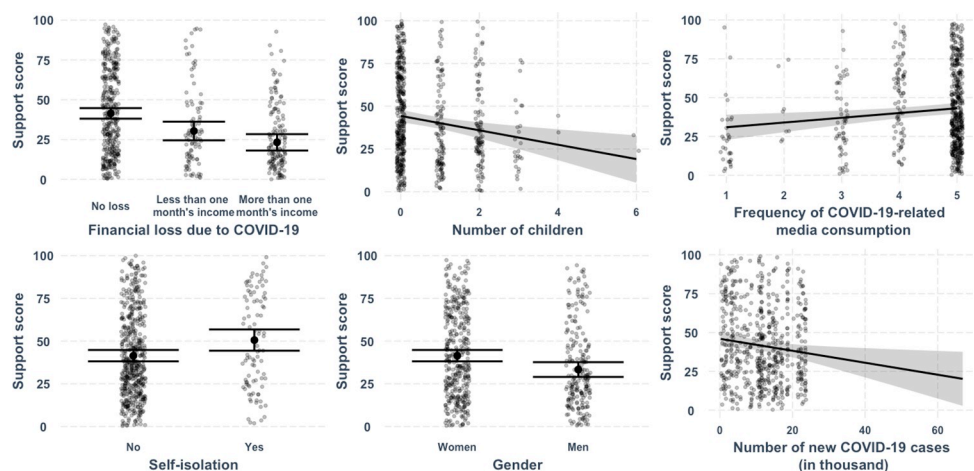 100
75
50
25
0
Support score
No loss
Less than one month's income
More than one month's income
Financial loss due to COVID-19
100
75
50
25
0
Support score
0 2 4 6
Number of children
100
75
50
25
0
Support score
1 2 3 4 5
Frequency of COVID-19-related
media consumption
100
75
50
25
0
Support score
No Yes
Self-isolation
100
75
50
25
0
Support score
Women Men
Gender
100
75
50
25
0
Support score
0 20 40 60
Number of new COVID-19 cases
(in thousand)